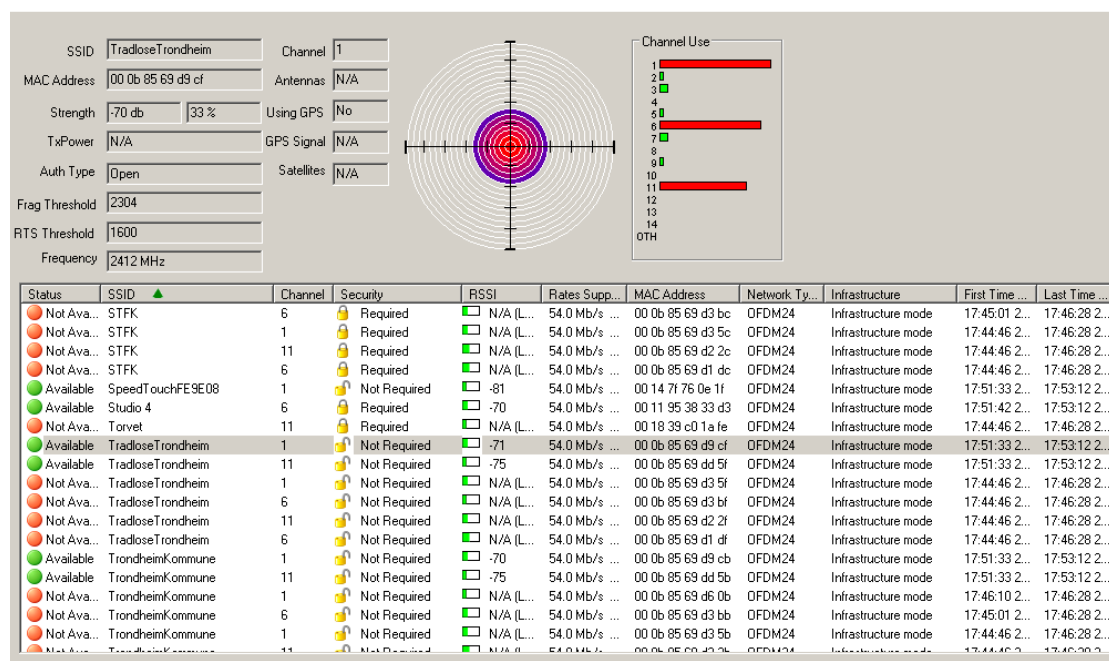 SSID TradloseTrondheim Channel 1
MAC Address 00 0b 85 69 d9 cf Antennas N/A
Strength -70 db 33 % Using GPS No
TxPower N/A GPS Signal N/A
Auth Type Open Satellites N/A
Frag Threshold 2304
RTS Threshold 1600
Frequency 2412 MHz
Channel Use
1
2
3
4
5
6
7
8
9
10
11
12
13
14
OTH
Status SSID Channel Security RSSI Rates Supp... MAC Address Network Ty... Infrastructure First Time ... Last Time ...
Not Ava... STFK 6 Required N/A (L... 54.0 Mb/s ... 00 0b 85 69 d3 bc OFDM24 Infrastructure mode 17:45:01 2... 17:46:28 2...
Not Ava... STFK 1 Required N/A (L... 54.0 Mb/s ... 00 0b 85 69 d3 5c OFDM24 Infrastructure mode 17:44:46 2... 17:46:28 2...
Not Ava... STFK 11 Required N/A (L... 54.0 Mb/s ... 00 0b 85 69 d2 2c OFDM24 Infrastructure mode 17:44:46 2... 17:46:28 2...
Not Ava... STFK 6 Required N/A (L... 54.0 Mb/s ... 00 0b 85 69 d1 dc OFDM24 Infrastructure mode 17:44:46 2... 17:46:28 2...
Available SpeedTouchFE9E08 1 Not Required -81 54.0 Mb/s ... 00 14 7f 76 0e 1f OFDM24 Infrastructure mode 17:51:33 2... 17:53:12 2...
Available Studio 4 6 Required -70 54.0 Mb/s ... 00 11 95 38 33 d3 OFDM24 Infrastructure mode 17:51:42 2... 17:53:12 2...
Not Ava... Torvet 11 Required N/A (L... 54.0 Mb/s ... 00 18 39 c0 1a fe OFDM24 Infrastructure mode 17:44:46 2... 17:46:28 2...
Available TradloseTrondheim 1 Not Required -71 54.0 Mb/s ... 00 0b 85 69 d9 cf OFDM24 Infrastructure mode 17:51:33 2... 17:53:12 2...
Available TradloseTrondheim 11 Not Required -75 54.0 Mb/s ... 00 0b 85 69 dd 5f OFDM24 Infrastructure mode 17:51:33 2... 17:53:12 2...
Not Ava... TradloseTrondheim 1 Not Required N/A (L... 54.0 Mb/s ... 00 0b 85 69 d3 5f OFDM24 Infrastructure mode 17:44:46 2... 17:46:28 2...
Not Ava... TradloseTrondheim 6 Not Required N/A (L... 54.0 Mb/s ... 00 0b 85 69 d3 bf OFDM24 Infrastructure mode 17:44:46 2... 17:46:28 2...
Not Ava... TradloseTrondheim 11 Not Required N/A (L... 54.0 Mb/s ... 00 0b 85 69 d2 2f OFDM24 Infrastructure mode 17:44:46 2... 17:46:28 2...
Not Ava... TradloseTrondheim 6 Not Required N/A (L... 54.0 Mb/s ... 00 0b 85 69 d1 df OFDM24 Infrastructure mode 17:44:46 2... 17:46:28 2...
Available TrondheimKommune 1 Not Required -70 54.0 Mb/s ... 00 0b 85 69 d9 cb OFDM24 Infrastructure mode 17:51:33 2... 17:53:12 2...
Available TrondheimKommune 11 Not Required -75 54.0 Mb/s ... 00 0b 85 69 dd 5b OFDM24 Infrastructure mode 17:51:33 2... 17:53:12 2...
Not Ava... TrondheimKommune 1 Not Required N/A (L... 54.0 Mb/s ... 00 0b 85 69 d6 0b OFDM24 Infrastructure mode 17:46:10 2... 17:46:28 2...
Not Ava... TrondheimKommune 6 Not Required N/A (L... 54.0 Mb/s ... 00 0b 85 69 d3 bb OFDM24 Infrastructure mode 17:45:01 2... 17:46:28 2...
Not Ava... TrondheimKommune 1 Not Required N/A (L... 54.0 Mb/s ... 00 0b 85 69 d3 5b OFDM24 Infrastructure mode 17:44:46 2... 17:46:28 2...